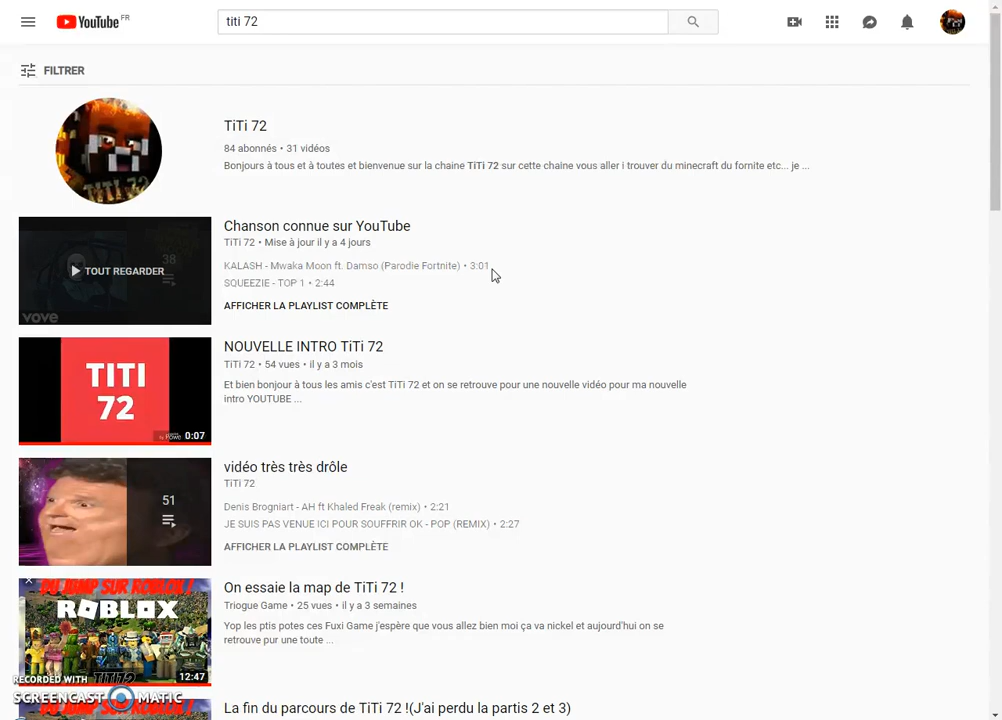 YouTube FR
titi 72
FILTRER
TiTi 72
84 abonnés • 31 vidéos
Bonjours à tous et à toutes et bienvenue sur la chaine TiTi 72 sur cette chaine vous aller i trouver du minecraft du fornite etc... je ...
TITI 72
Chanson connue sur YouTube
TiTi 72 • Mise à jour il y a 4 jours
KALASH - Mwaka Moon ft. Damso (Parodie Fortnite) • 3:01
SQUEEZIE - TOP 1 • 2:44
AFFICHER LA PLAYLIST COMPLÈTE
38
TOUT REGARDER
vove
NOUVELLE INTRO TiTi 72
TiTi 72 • 54 vues • il y a 3 mois
Et bien bonjour à tous les amis c'est TiTi 72 et on se retrouve pour une nouvelle vidéo pour ma nouvelle
intro YOUTUBE ...
TITI
72
0:07
vidéo très très drôle
TiTi 72
Denis Brogniart - AH ft Khaled Freak (remix) • 2:21
JE SUIS PAS VENUE ICI POUR SOUFFRIR OK - POP (REMIX) • 2:27
AFFICHER LA PLAYLIST COMPLÈTE
51
On essaie la map de TiTi 72 !
Triogue Game • 25 vues • il y a 3 semaines
Yop les ptis potes ces Fuxi Game j'espère que vous allez bien moi ça va nickel et aujourd'hui on se
retrouve pur une toute ...
DU JUMP SUR ROBLOX !
ROBLOX
TITI72
12:47
RECORDED WITH
SCREENCAST MATIC
La fin du parcours de TiTi 72 !(J'ai perdu la partis 2 et 3)